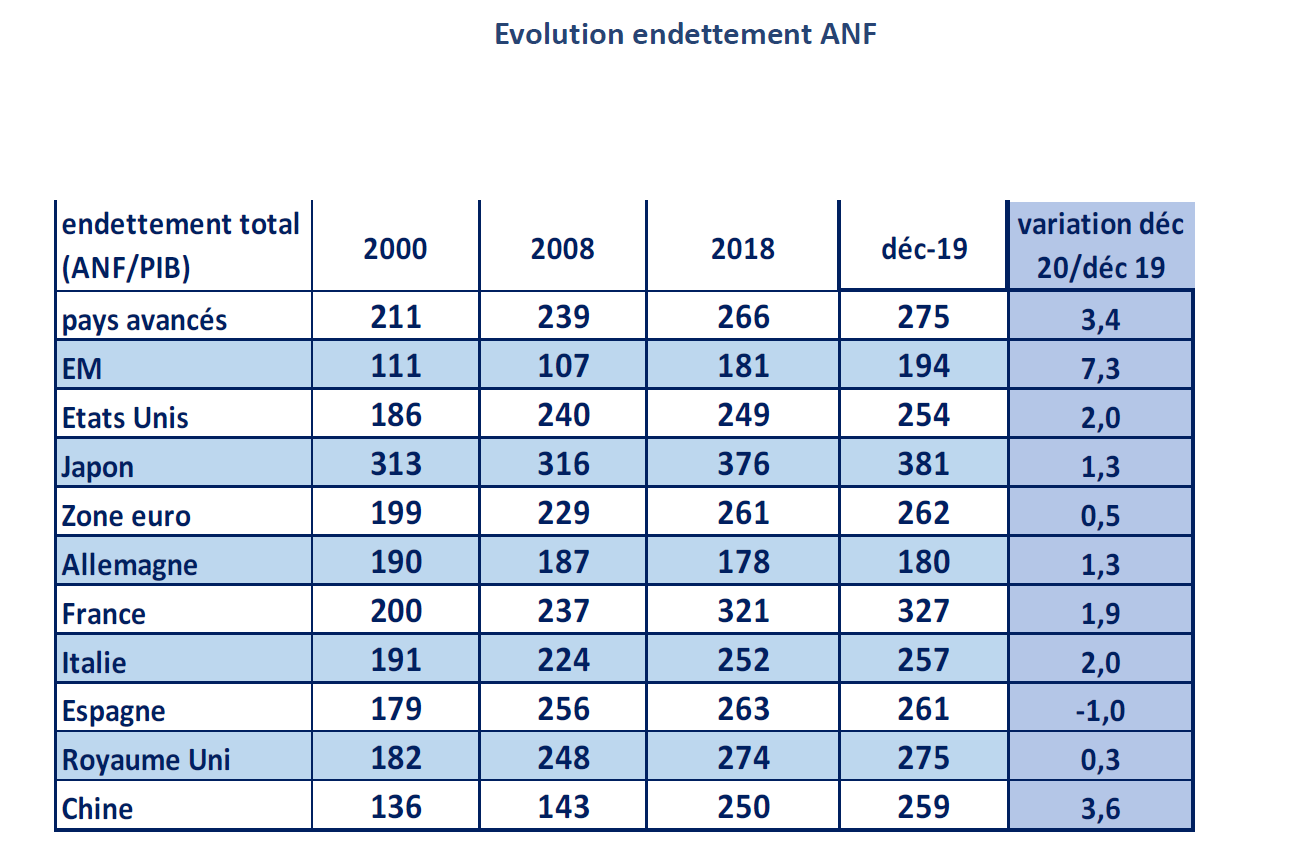 Evolution endettement ANF
endettement total (ANF/PIB) 2000 2008 2018 déc-19 variation déc 20/déc 19
pays avancés 211 239 266 275 3,4
EM 111 107 181 194 7,3
Etats Unis 186 240 249 254 2,0
Japon 313 316 376 381 1,3
Zone euro 199 229 261 262 0,5
Allemagne 190 187 178 180 1,3
France 200 237 321 327 1,9
Italie 191 224 252 257 2,0
Espagne 179 256 263 261 -1,0
Royaume Uni 182 248 274 275 0,3
Chine 136 143 250 259 3,6